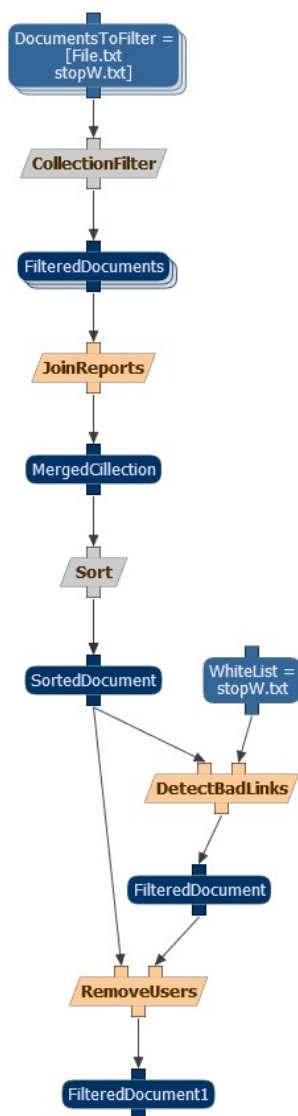 DocumentsToFilter =
[File.txt
stopW.txt]
CollectionFilter
FilteredDocuments
JoinReports
MergedCillection
Sort
SortedDocument
WhiteList =
stopW.txt
DetectBadLinks
FilteredDocument
RemoveUsers
FilteredDocument1